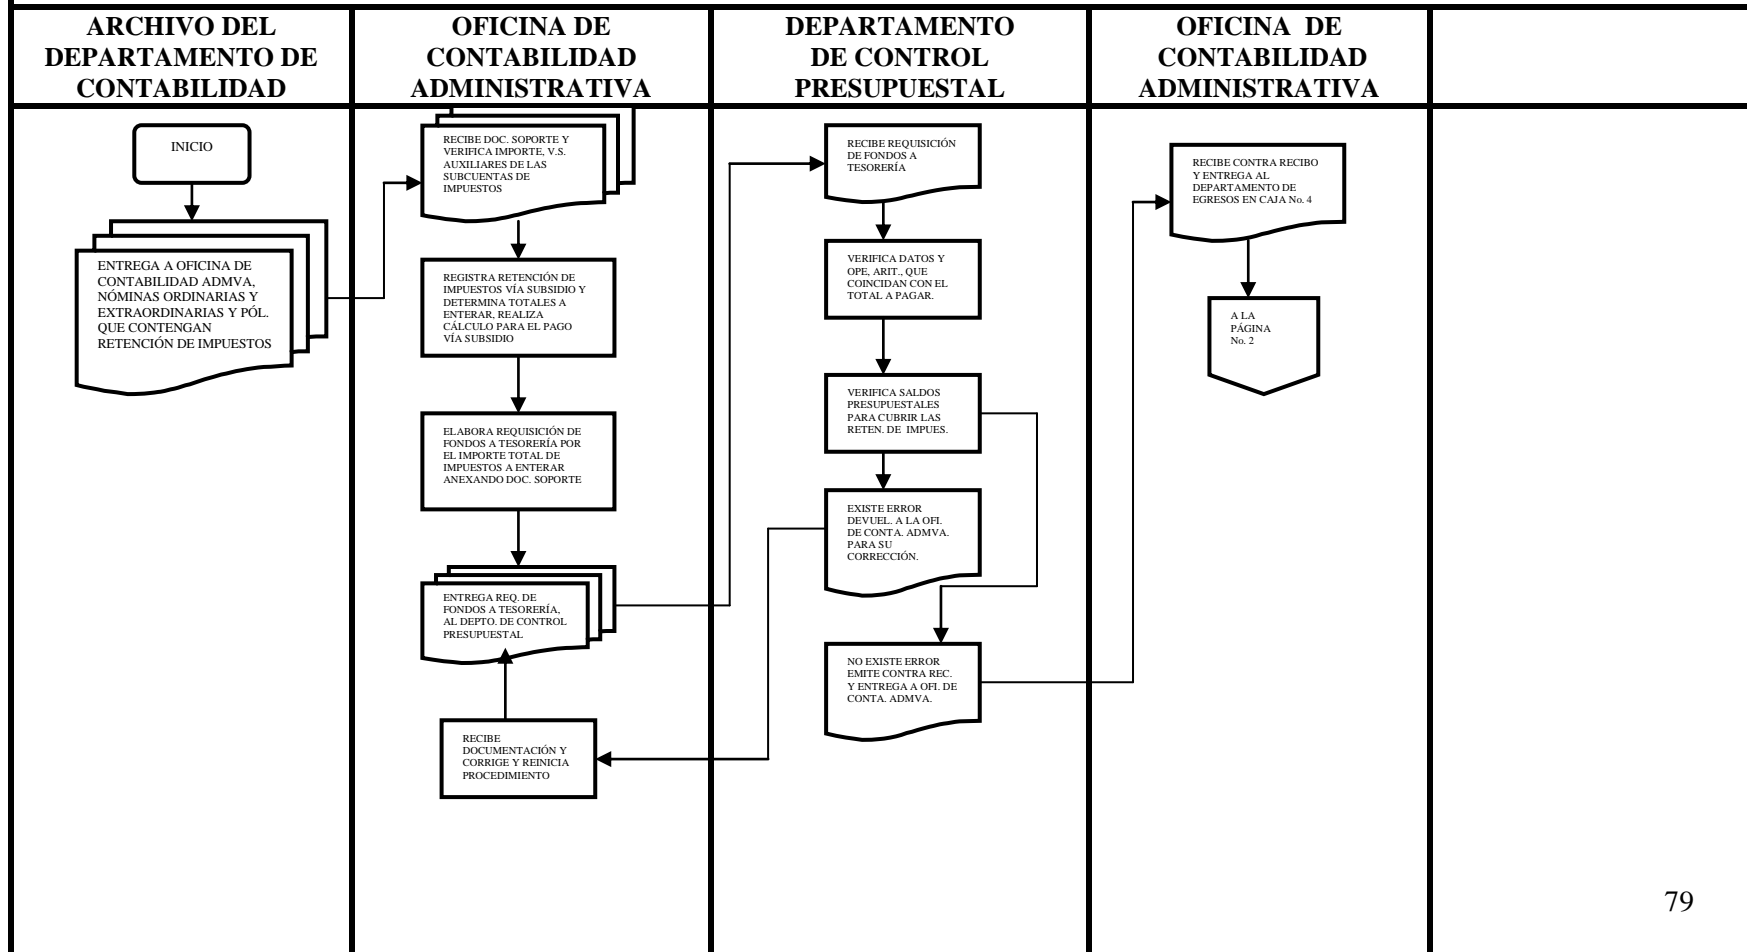 ARCHIVO DEL
DEPARTAMENTO DE
CONTABILIDAD
OFICINA DE
CONTABILIDAD
ADMINISTRATIVA
DEPARTAMENTO
DE CONTROL
PRESUPUESTAL
OFICINA DE
CONTABILIDAD
ADMINISTRATIVA
INICIO
ENTREGA A OFICINA DE
CONTABILIDAD ADMVA,
NÓMINAS ORDINARIAS Y
EXTRAORDINARIAS Y PÓL.
QUE CONTENGAN
RETENCIÓN DE IMPUESTOS
RECIBE DOC. SOPORTE Y
VERIFICA IMPORTE, V.S.
AUXILIARES DE LAS
SUBCUENTAS DE
IMPUESTOS
REGISTRA RETENCIÓN DE
IMPUESTOS VÍA SUBSIDIO Y
DETERMINA TOTALES A
ENTERAR, REALIZA
CÁLCULO PARA EL PAGO
VÍA SUBSIDIO
ELABORA REQUISICIÓN DE
FONDOS A TESORERÍA POR
EL IMPORTE TOTAL DE
IMPUESTOS A ENTERAR
ANEXANDO DOC. SOPORTE
ENTREGA REQ. DE
FONDOS A TESORERÍA,
AL DEPTO. DE CONTROL
PRESUPUESTAL
RECIBE
DOCUMENTACIÓN Y
CORRIGE Y REINICIA
PROCEDIMIENTO
RECIBE REQUISICIÓN
DE FONDOS A
TESORERÍA
VERIFICA DATOS Y
OPE, ARIT., QUE
COINCIDAN CON EL
TOTAL A PAGAR.
VERIFICA SALDOS
PRESUPUESTALES
PARA CUBRIR LAS
RETEN. DE IMPUES.
EXISTE ERROR
DEVUEL. A LA OFI.
DE CONTA. ADMVA.
PARA SU
CORRECCIÓN.
NO EXISTE ERROR
EMITE CONTRA REC.
Y ENTREGA A OFI. DE
CONTA. ADMVA.
RECIBE CONTRA RECIBO
Y ENTREGA AL
DEPARTAMENTO DE
EGRESOS EN CAJA No. 4
A LA
PÁGINA
No. 2
79